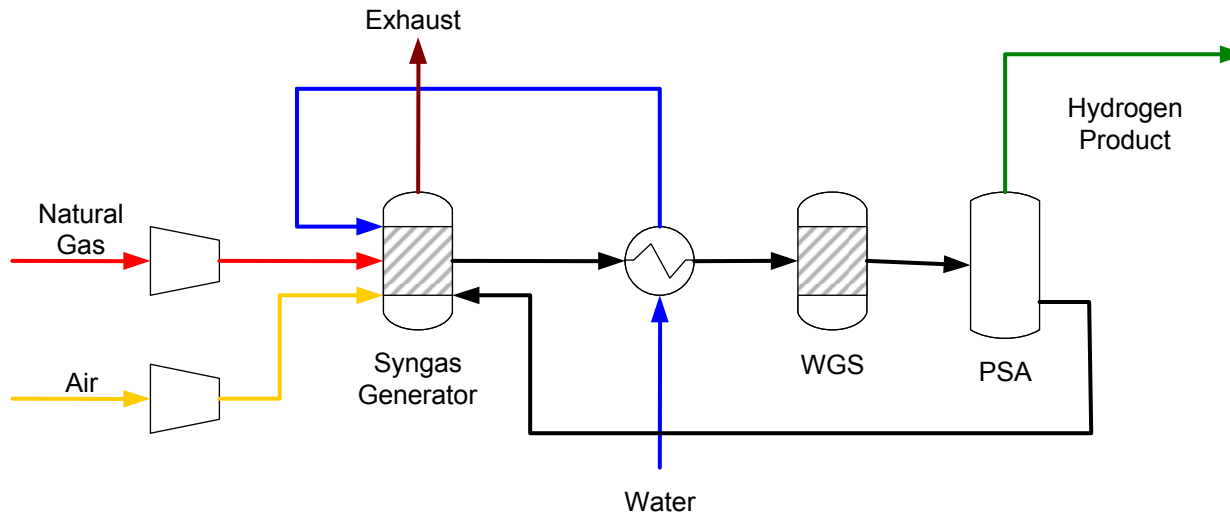 Exhaust
Hydrogen
Product
Natural
Gas
Air
Syngas
Generator
WGS
PSA
Water